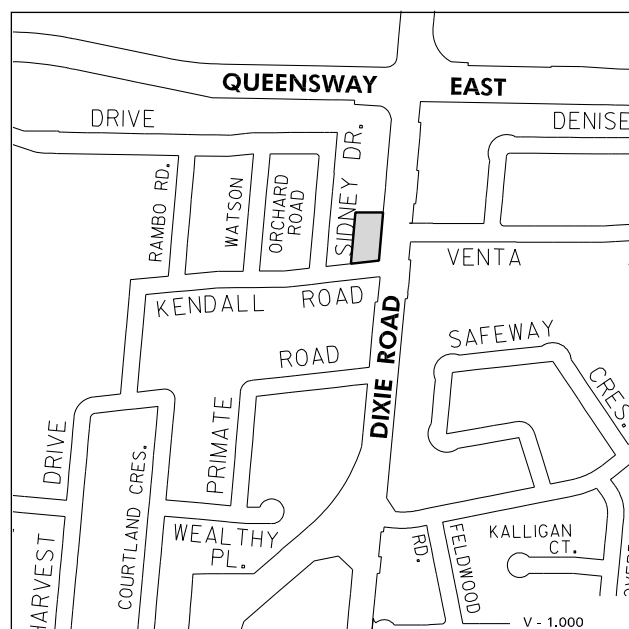 QUEENSWAY EAST
DRIVE
DENISE
SIDNEY DR.
RAMBO RD.
WATSON
ORCHARD
ROAD
VENTA
KENDALL ROAD
DIXIE ROAD
SAFEWAY
CRES.
ROAD
PRIMATE
DRIVE
COURTLAND CRES.
HARVEST
WEALTHY
PL.
RD.
FELDWOOD
KALLIGAN
CT.
V - 1.000